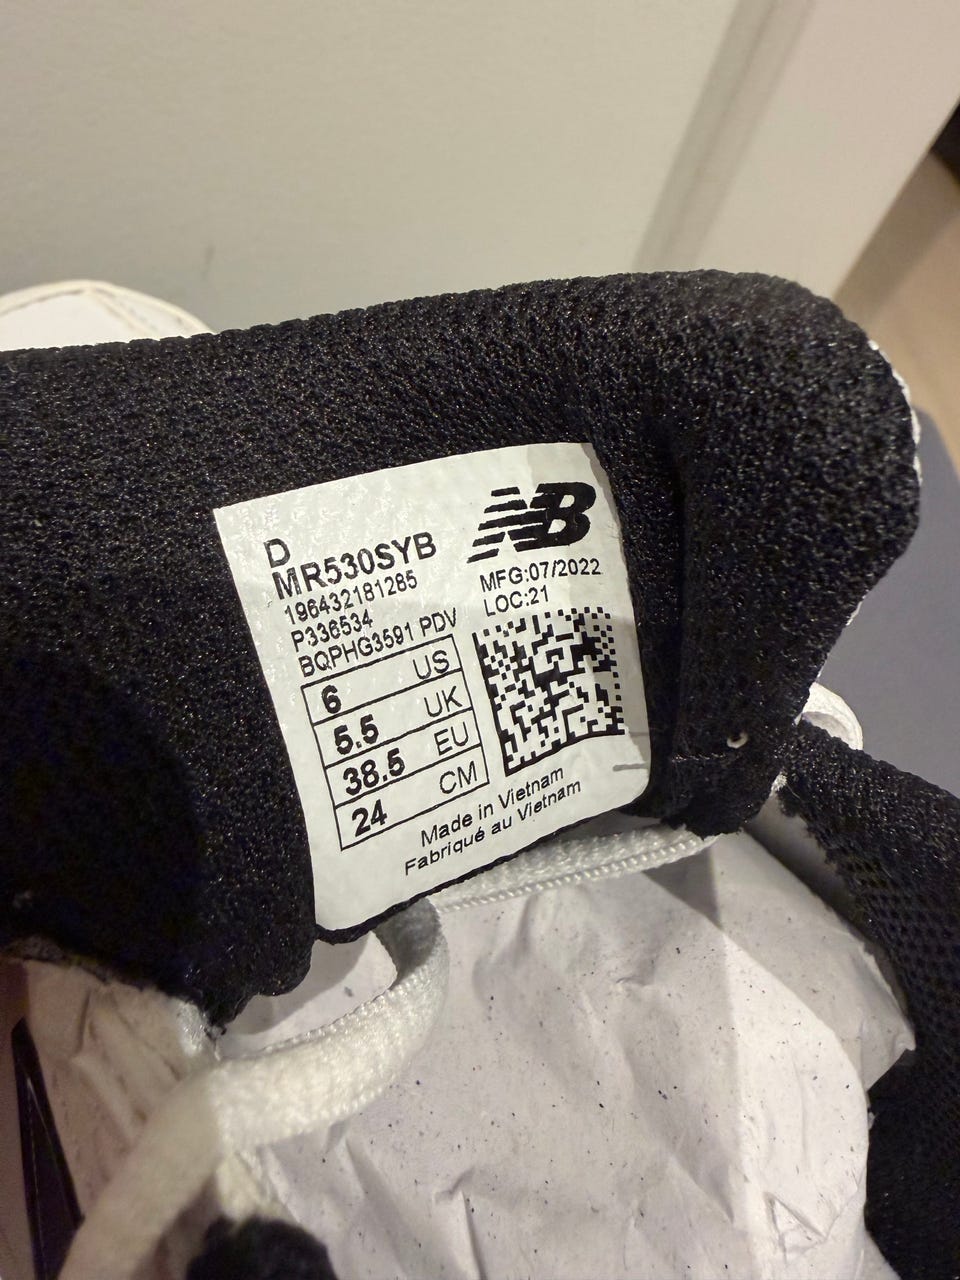 D
MR530SYB
196432181285
P336534
BQPHG3591 PDV
6 US
5.5 UK
38.5 EU
24 CM
NB
MFG:07/2022
LOC:21
Made in Vietnam
Fabriqué au Vietnam